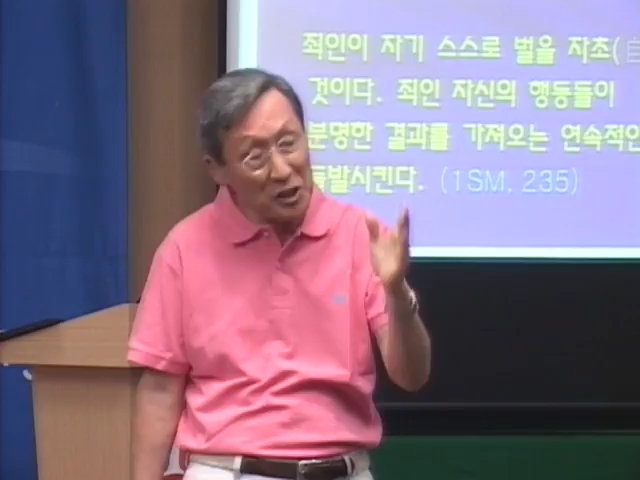 죄인이 자기 스스로 벌을 자초(自
것이다. 죄인 자신의 행동들이
분명한 결과를 가져오는 연속적인
돌발시킨다. (1SM, 235)